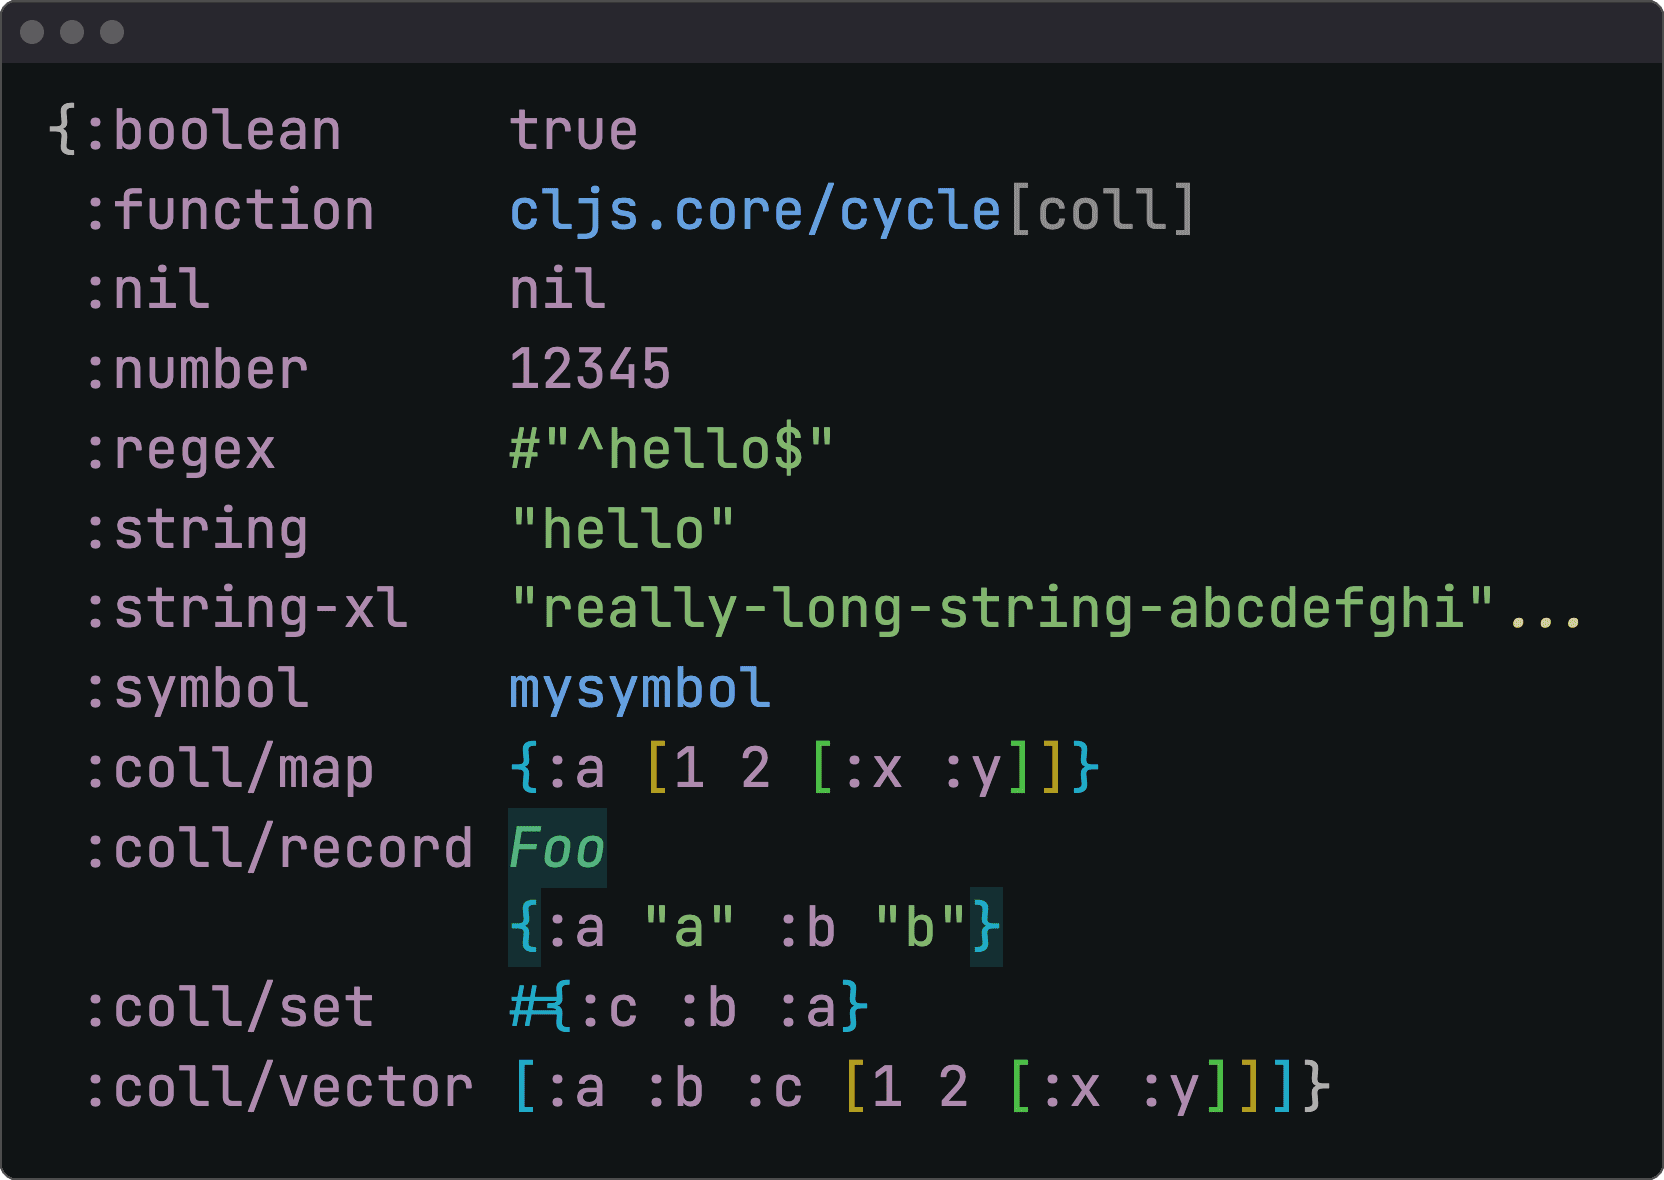 {:boolean     true
 :function    cljs.core/cycle[coll]
 :nil         nil
 :number      12345
 :regex       #"^hello$"
 :string      "hello"
 :string-xl   "really-long-string-abcdefghi"...
 :symbol      mysymbol
 :coll/map    {:a [1 2 [:x :y]]}
 :coll/record Foo
              {:a "a" :b "b"}
 :coll/set    #{:c :b :a}
 :coll/vector [:a :b :c [1 2 [:x :y]]]}